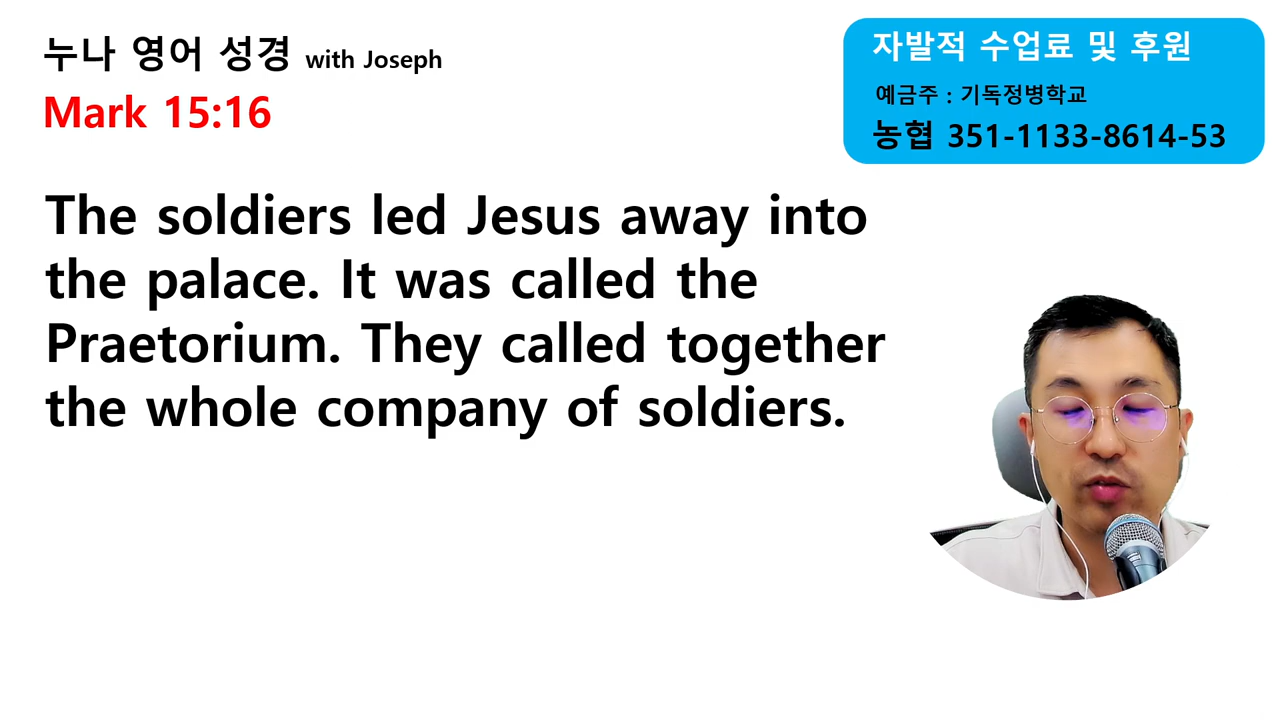 누나 영어 성경 with Joseph
Mark 15:16
자발적 수업료 및 후원
예금주 : 기독정병학교
농협 351-1133-8614-53
The soldiers led Jesus away into
the palace. It was called the
Praetorium. They called together
the whole company of soldiers.